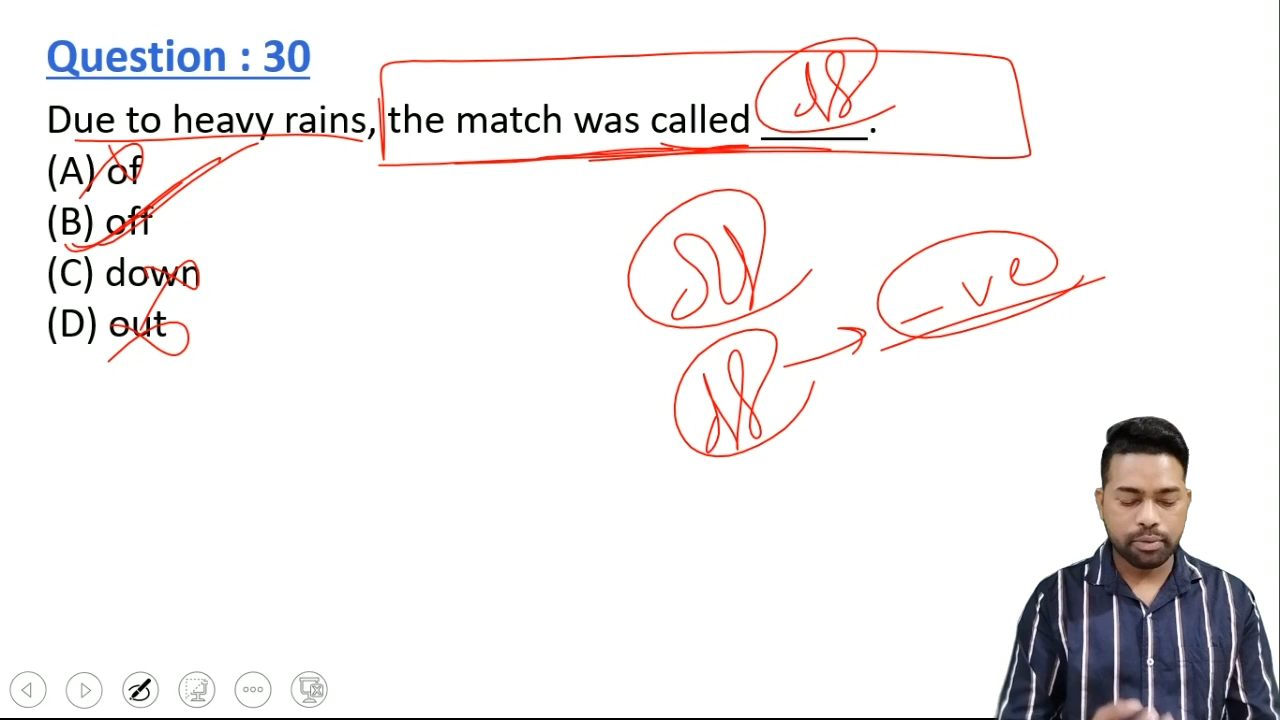 Question : 30
Due to heavy rains, the match was called ______.
(A) of
(B) off
(C) down
(D) out
-ve